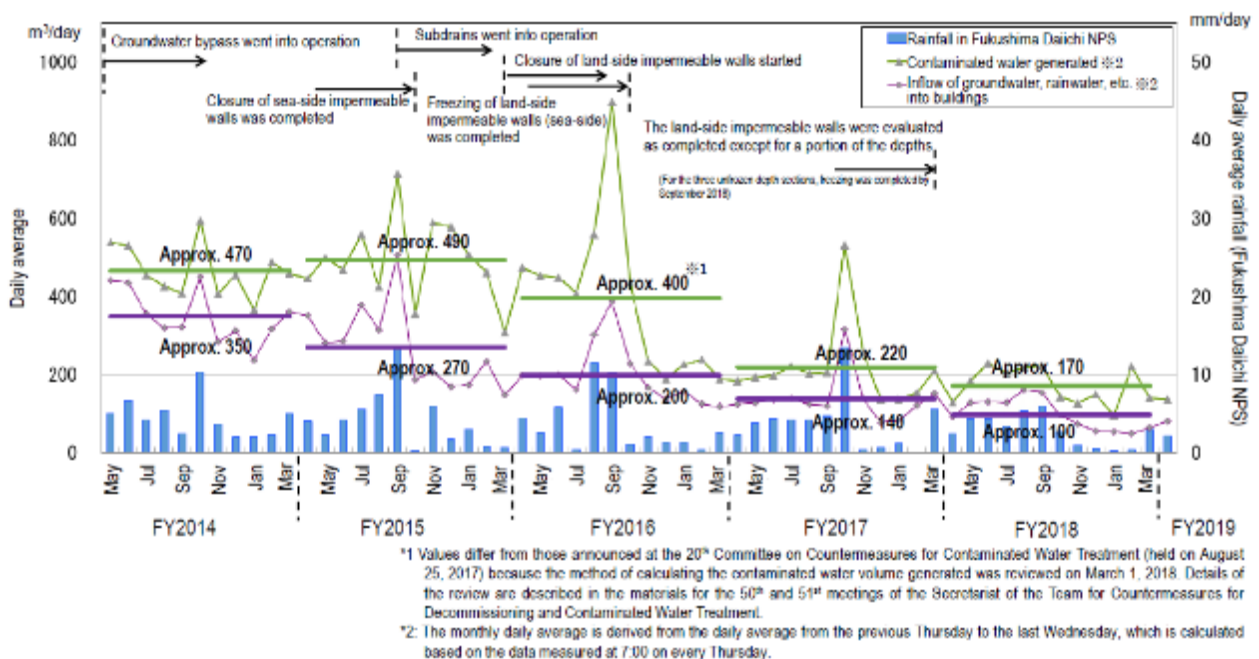 m³/day
mm/day
Groundwater bypass went into operation
Subdrains went into operation
Rainfall in Fukushima Daiichi NPS
Contaminated water generated ※2
Inflow of groundwater, rainwater, etc. ※2
into buildings
Closure of land-side impermeable walls started
Closure of sea-side impermeable
walls was completed
Freezing of land-side
impermeable walls (sea-side)
was completed
The land-side impermeable walls were evaluated
as completed except for a portion of the depths.
(For the three unfrozen depth sections, freezing was completed by
September 2018)
Daily average
Daily average rainfall (Fukushima Daiichi NPS)
1000
800
600
400
200
0
50
40
30
20
10
0
Approx. 470
Approx. 350
Approx. 490
Approx. 270
Approx. 400 ※1
Approx. 200
Approx. 220
Approx. 140
Approx. 170
Approx. 100
May Jul Sep Nov Jan Mar May Jul Sep Nov Jan Mar May Jul Sep Nov Jan Mar May Jul Sep Nov Jan Mar May Jul Sep Nov Jan Mar
FY2014 FY2015 FY2016 FY2017 FY2018 FY2019
*1 Values differ from those announced at the 20th Committee on Countermeasures for Contaminated Water Treatment (held on August
25, 2017) because the method of calculating the contaminated water volume generated was reviewed on March 1, 2018. Details of
the review are described in the materials for the 50th and 51st meetings of the Secretariat of the Team for Countermeasures for
Decommissioning and Contaminated Water Treatment.
*2: The monthly daily average is derived from the daily average from the previous Thursday to the last Wednesday, which is calculated
based on the data measured at 7:00 on every Thursday.